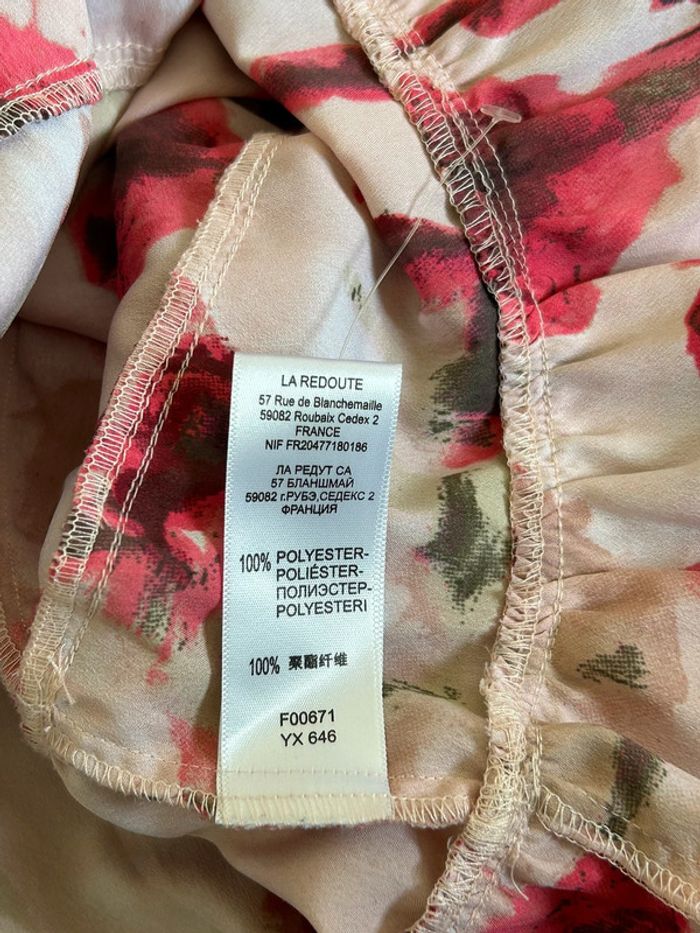 LA REDOUTE
57 Rue de Blanchemaille
59082 Roubaix Cedex 2
FRANCE
NIF FR20477180186
ЛА РЕДУТ СА
57 БЛАНШМАЙ
59082 г.РУБЭ,СЕДЕКС 2
ФРАНЦИЯ
100% POLYESTER-
POLIÉSTER-
ПОЛИЭСТЕР-
POLYESTERI
100% 聚酯纤维
F00671
YX 646